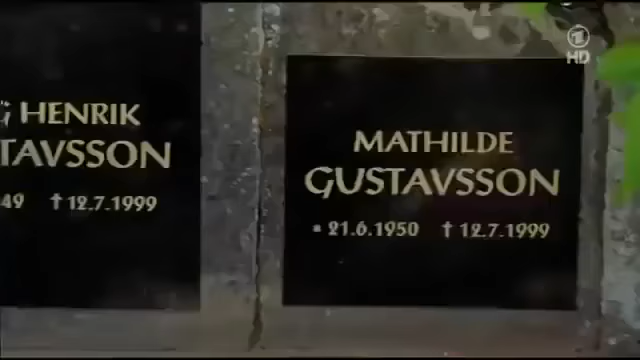 HENRIK
TAVSSON
49 † 12.7.1999
MATHILDE
GUSTAVSSON
* 21.6.1950 † 12.7.1999
1
HD